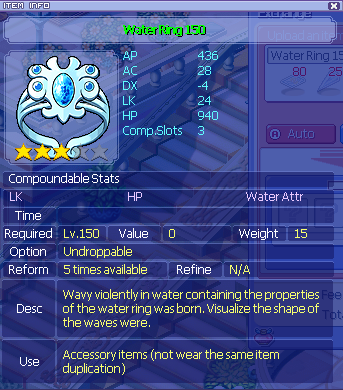 ITEM INFO
Water Ring 150
AP 436
AC 28
DX -4
LK 24
HP 940
Comp.Slots 3
Compoundable Stats
LK HP Water Attr
Time
Required Lv.150 Value 0 Weight 15
Option Undroppable
Reform 5 times available Refine N/A
Desc Wavy violently in water containing the properties
of the water ring was born. Visualize the shape of
the waves were.
Use Accessory items (not wear the same item
duplication)
Water Ring 15
80 25
Auto
Fee